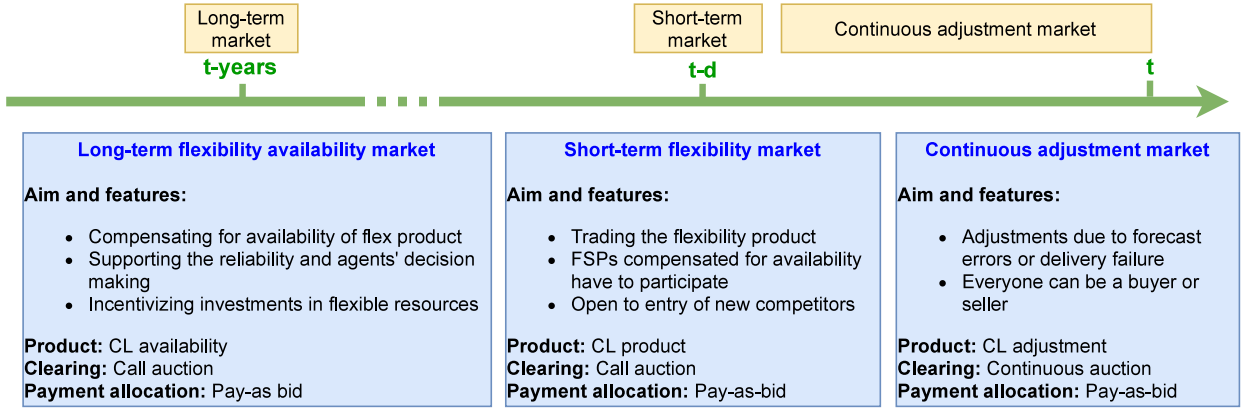 Long-term
market
Short-term
market
Continuous adjustment market
t-years
t-d
t
Long-term flexibility availability market
Aim and features:
• Compensating for availability of flex product
• Supporting the reliability and agents' decision
making
• Incentivizing investments in flexible resources
Product: CL availability
Clearing: Call auction
Payment allocation: Pay-as bid
Short-term flexibility market
Aim and features:
• Trading the flexibility product
• FSPs compensated for availability
have to participate
• Open to entry of new competitors
Product: CL product
Clearing: Call auction
Payment allocation: Pay-as-bid
Continuous adjustment market
Aim and features:
• Adjustments due to forecast
errors or delivery failure
• Everyone can be a buyer or
seller
Product: CL adjustment
Clearing: Continuous auction
Payment allocation: Pay-as-bid